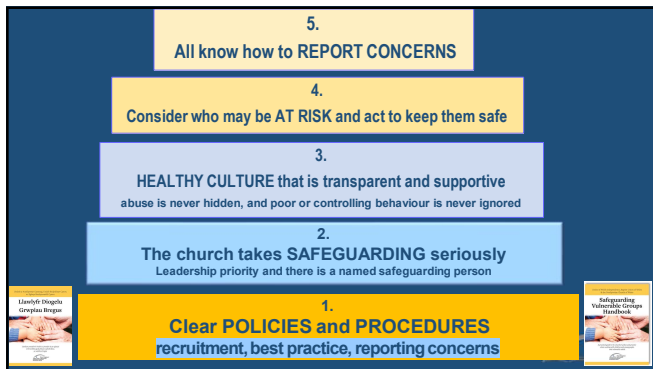 5.
All know how to REPORT CONCERNS
4.
Consider who may be AT RISK and act to keep them safe
3.
HEALTHY CULTURE that is transparent and supportive
abuse is never hidden, and poor or controlling behaviour is never ignored
2.
The church takes SAFEGUARDING seriously
Leadership priority and there is a named safeguarding person
Llawlyfr Diogelu
Grwpiau Bregus
1.
Clear POLICIES and PROCEDURES
recruitment, best practice, reporting concerns
Safeguarding
Vulnerable Groups
Handbook